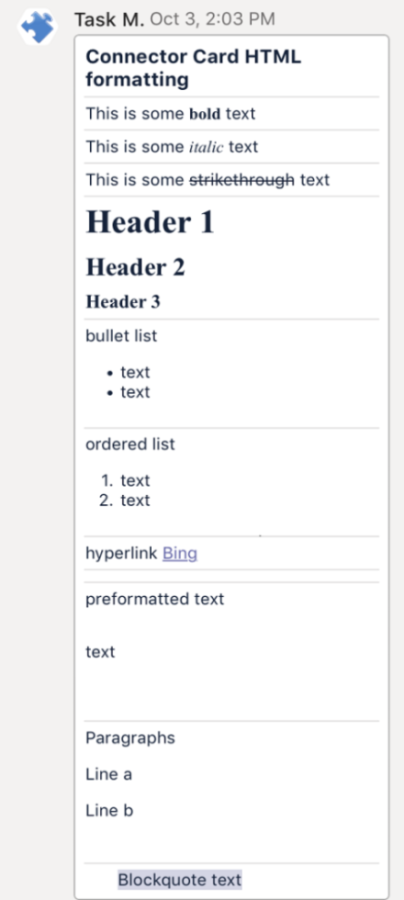 Task M. Oct 3, 2:03 PM
Connector Card HTML
formatting
This is some bold text
This is some italic text
This is some strikethrough text
Header 1
Header 2
Header 3
bullet list
• text
• text
ordered list
1. text
2. text
hyperlink Bing
preformatted text
text
Paragraphs
Line a
Line b
Blockquote text